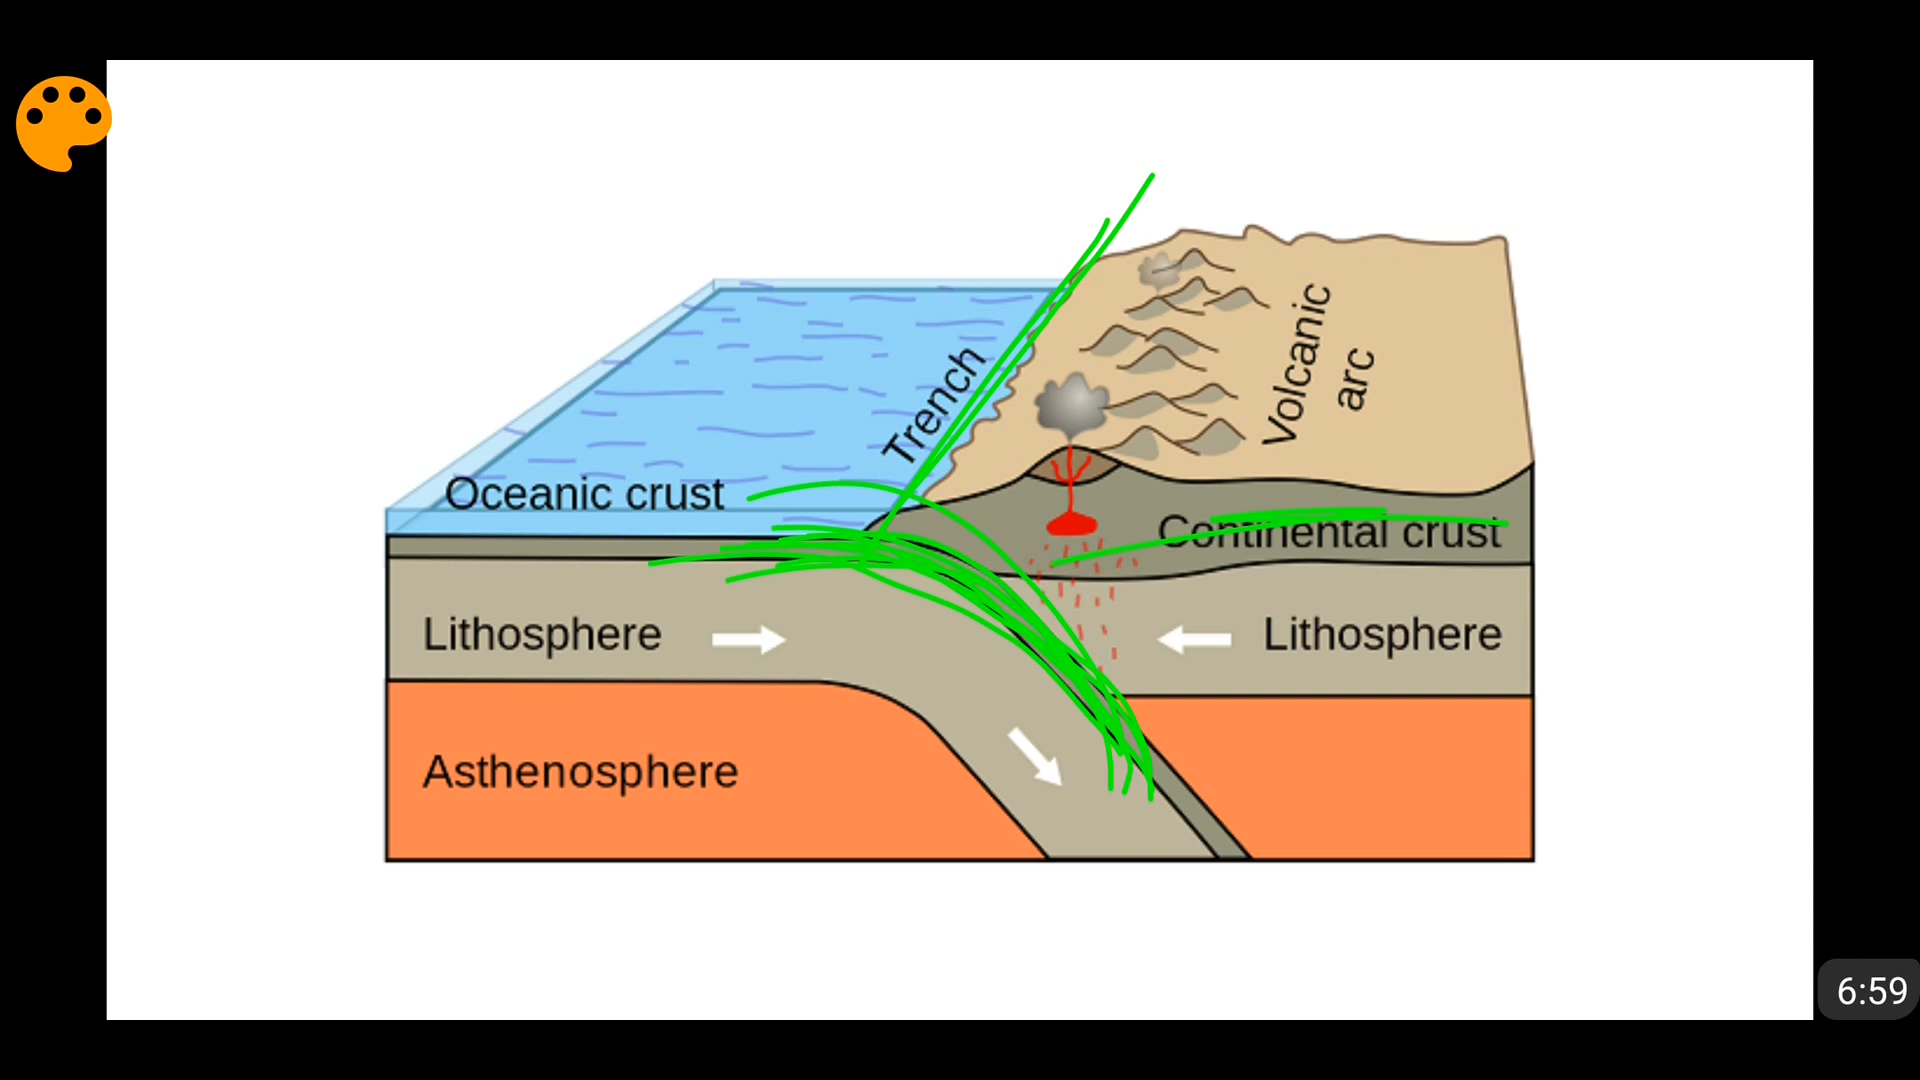 Trench
Volcanic
arc
Oceanic crust
Continental crust
Lithosphere
Lithosphere
Asthenosphere
6:59